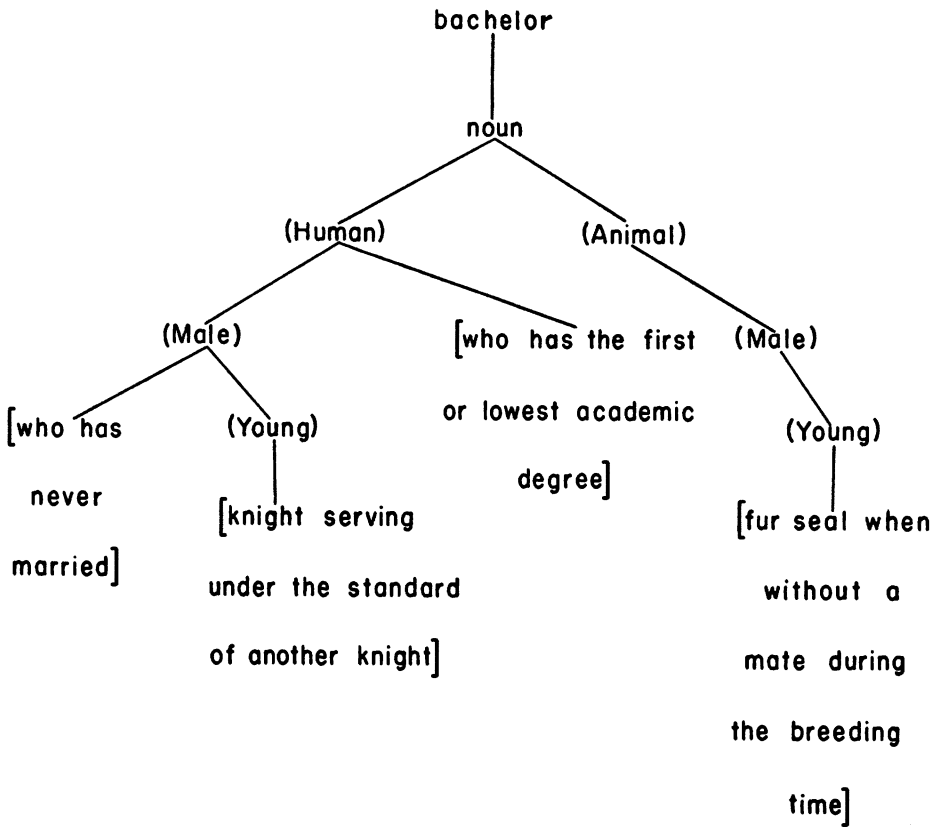 bachelor
noun
(Human)
(Animal)
(Male)
[who has the first
or lowest academic
degree]
(Male)
[who has
never
married]
(Young)
[knight serving
under the standard
of another knight]
(Young)
[fur seal when
without a
mate during
the breeding
time]